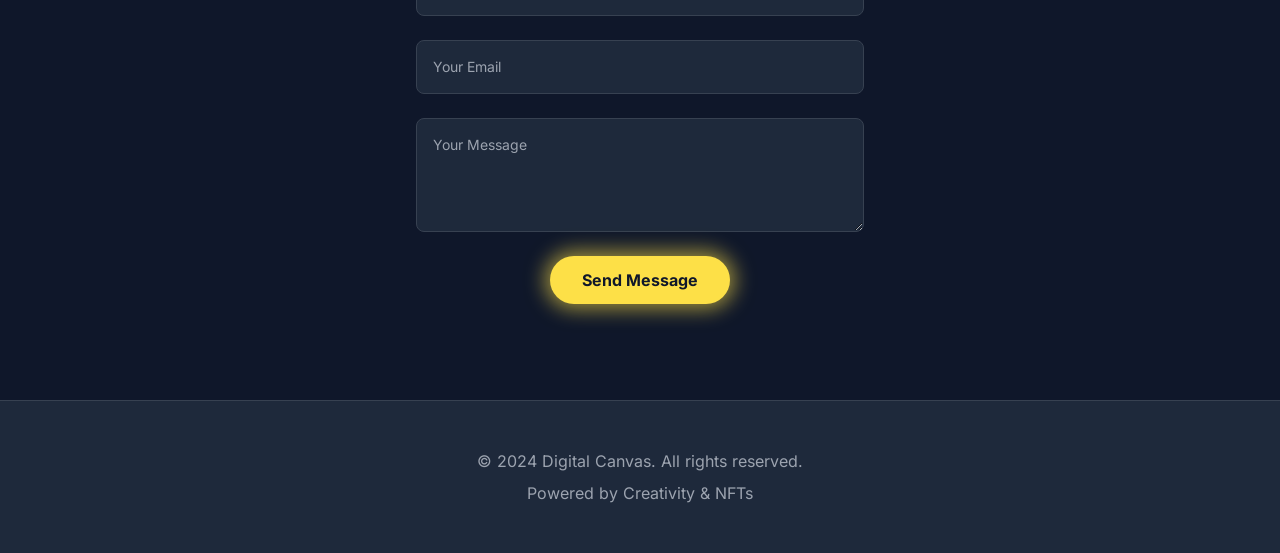 Your Email
Your Message
Send Message
© 2024 Digital Canvas. All rights reserved.
Powered by Creativity & NFTs